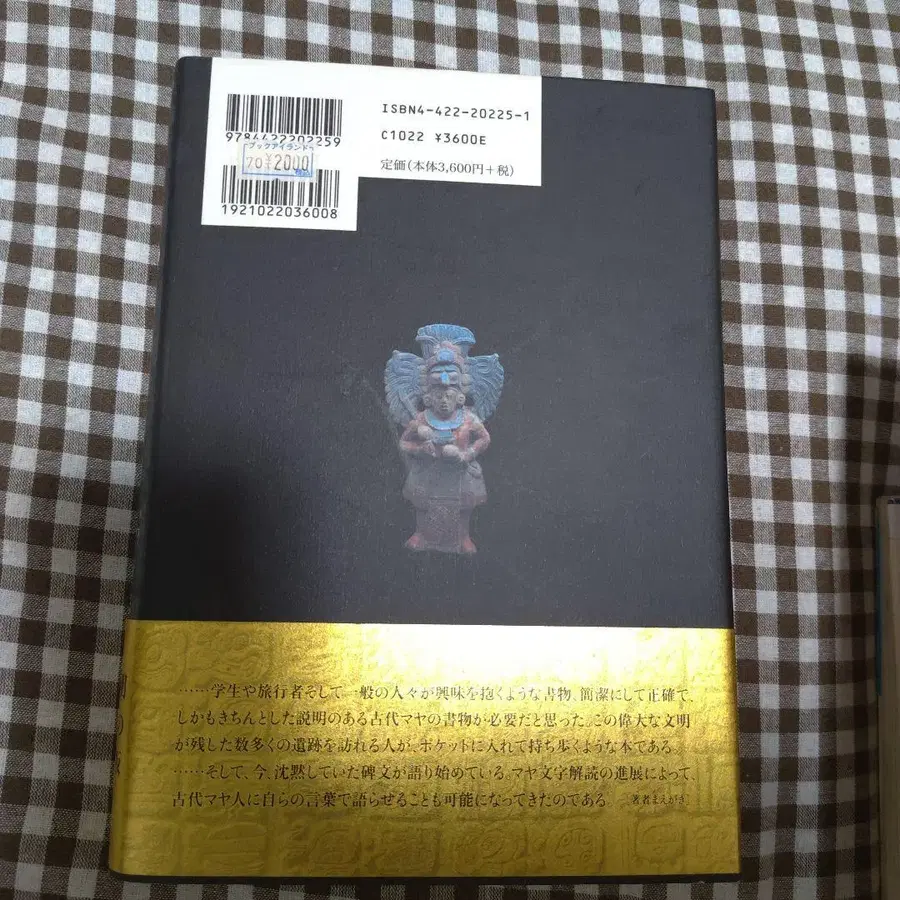 ISBN4-422-20225-1
C1022 ¥3600E
定価(本体3,600円+税)
9784422202259
ブックアイランド
70 ¥2000
税込
1921022036008
……学生や旅行者そして一般の人々が興味を抱くような書物、簡潔にして正確で、
しかもきちんとした説明のある古代マヤの書物が必要だと思った。この偉大な文明
が残した数多くの遺跡を訪れる人が、ポケットに入れて持ち歩くような本である。
……そして、今、沈黙していた碑文が語り始めている。マヤ文字解読の進展によって、
古代マヤ人に自らの言葉で語らせることも可能になってきたのである。 [著者まえがき]